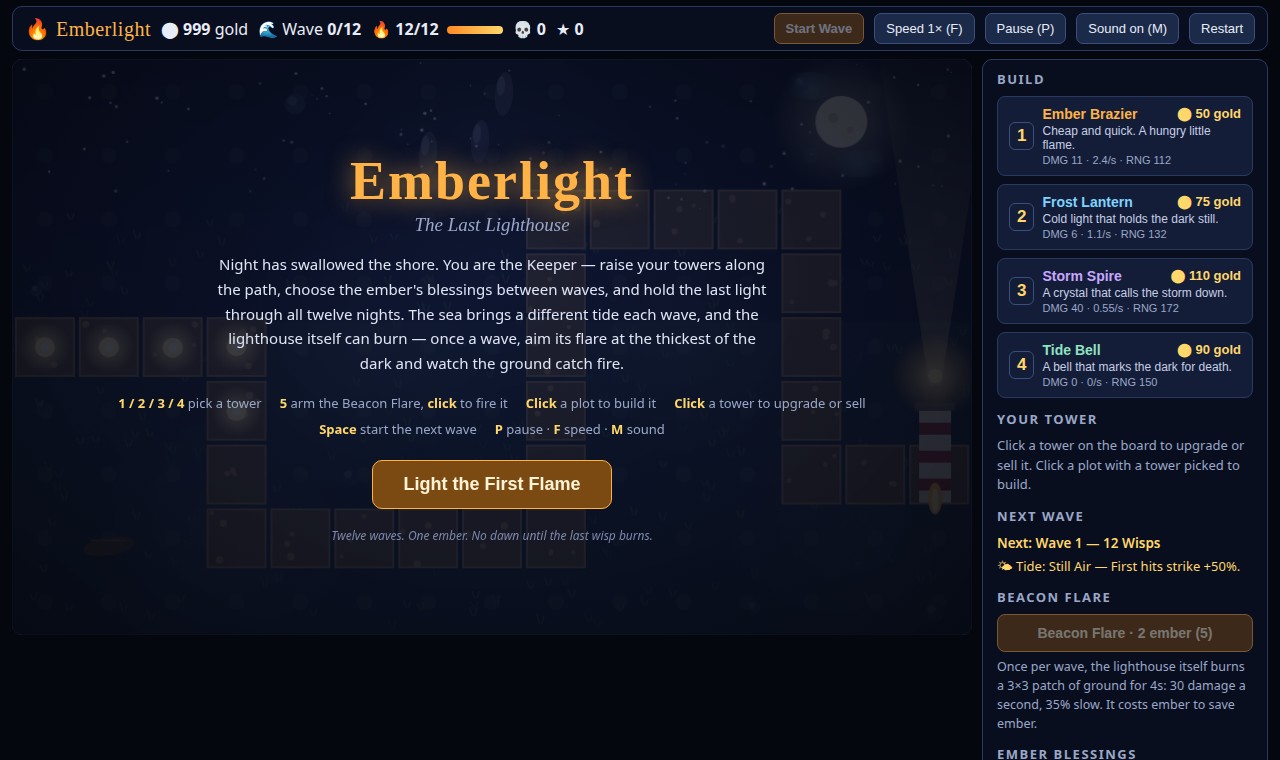 🔥 Emberlight 999 gold 🌊 Wave 0/12 🔥 12/12 💀 0 ★ 0 Start Wave Speed 1× (F) Pause (P) Sound on (M) Restart
Emberlight
The Last Lighthouse
Night has swallowed the shore. You are the Keeper — raise your towers along
the path, choose the ember's blessings between waves, and hold the last light
through all twelve nights. The sea brings a different tide each wave, and the
lighthouse itself can burn — once a wave, aim its flare at the thickest of the
dark and watch the ground catch fire.
1 / 2 / 3 / 4 pick a tower 5 arm the Beacon Flare, click to fire it Click a plot to build it Click a tower to upgrade or sell
Space start the next wave P pause · F speed · M sound
Light the First Flame
Twelve waves. One ember. No dawn until the last wisp burns.
BUILD
1 Ember Brazier 50 gold
Cheap and quick. A hungry little
flame.
DMG 11 · 2.4/s · RNG 112
2 Frost Lantern 75 gold
Cold light that holds the dark still.
DMG 6 · 1.1/s · RNG 132
3 Storm Spire 110 gold
A crystal that calls the storm down.
DMG 40 · 0.55/s · RNG 172
4 Tide Bell 90 gold
A bell that marks the dark for death.
DMG 0 · 0/s · RNG 150
YOUR TOWER
Click a tower on the board to upgrade or
sell it. Click a plot with a tower picked to
build.
NEXT WAVE
Next: Wave 1 — 12 Wisps
🌤 Tide: Still Air — First hits strike +50%.
BEACON FLARE
Beacon Flare · 2 ember (5)
Once per wave, the lighthouse itself burns
a 3×3 patch of ground for 4s: 30 damage a
second, 35% slow. It costs ember to save
ember.
EMBER BLESSINGS